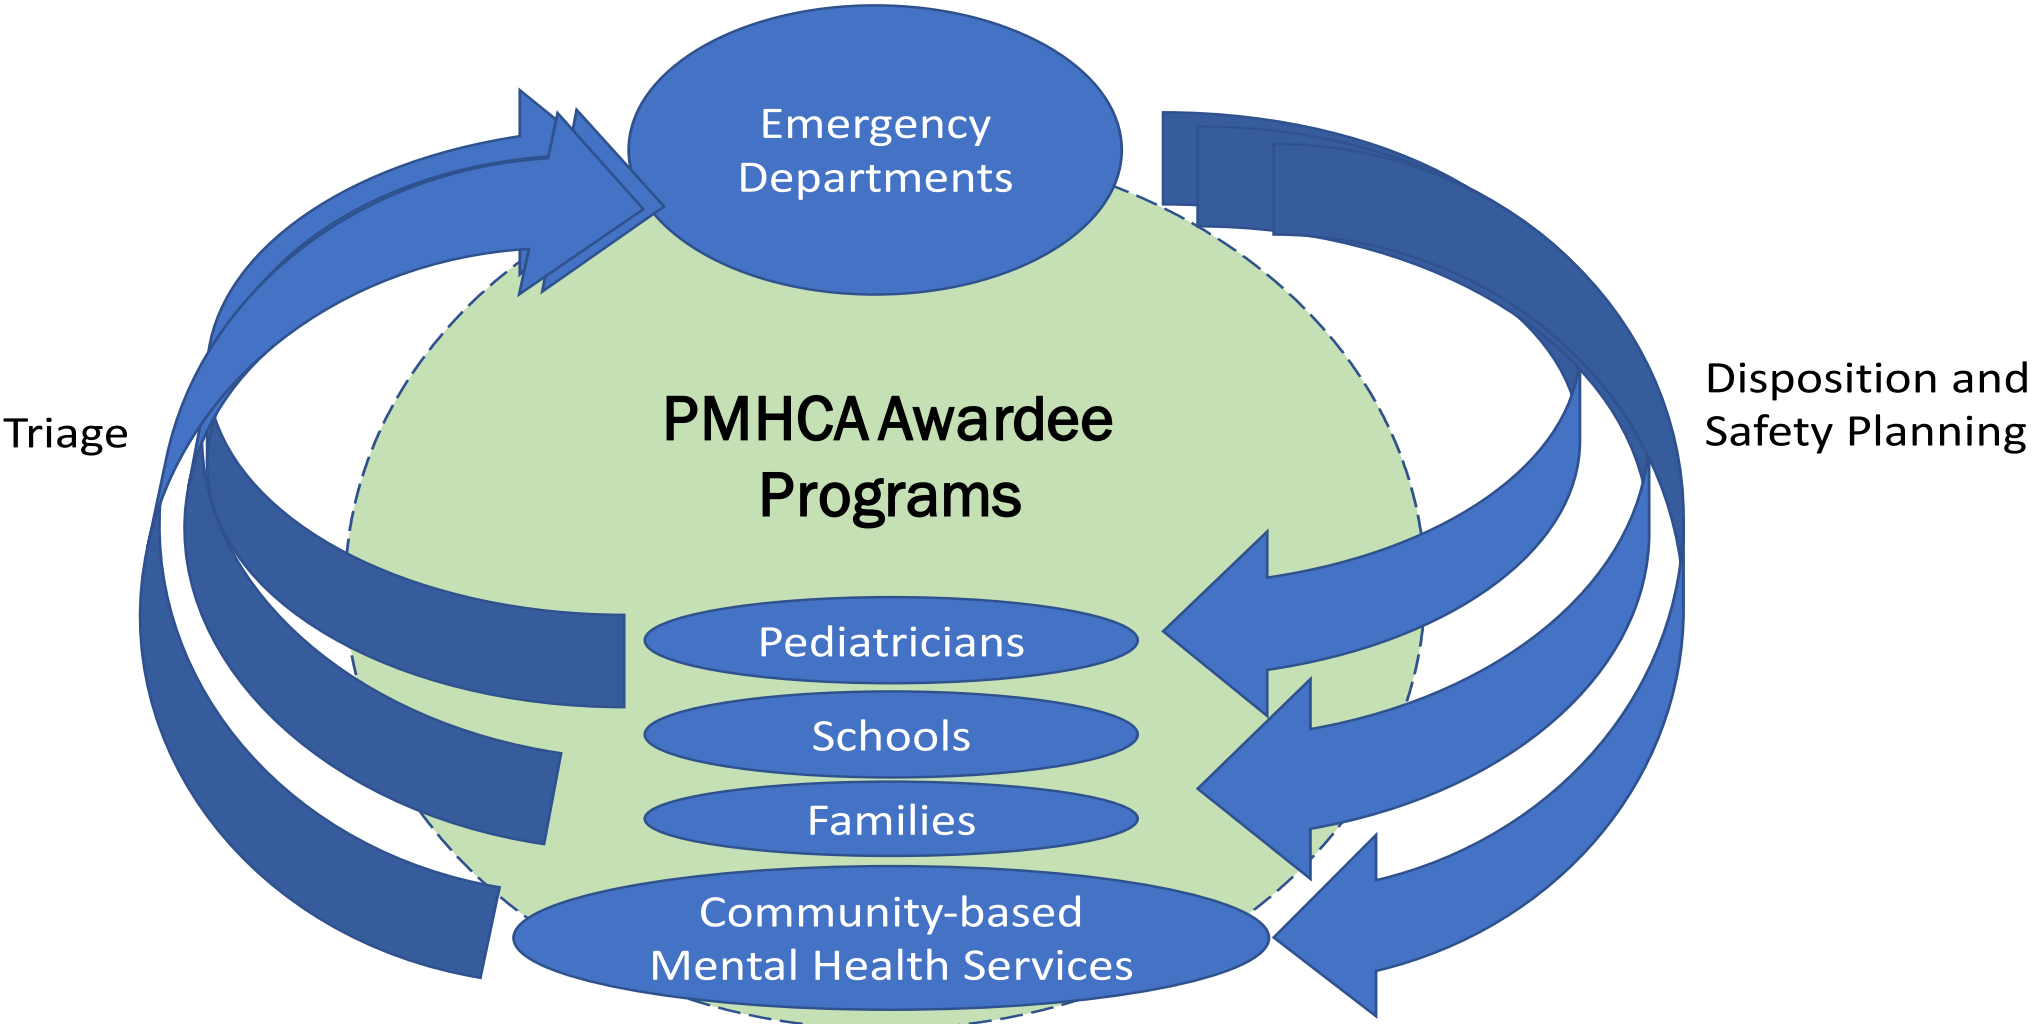 Emergency
Departments
Triage
PMHCA Awardee
Programs
Disposition and
Safety Planning
Pediatricians
Schools
Families
Community-based
Mental Health Services